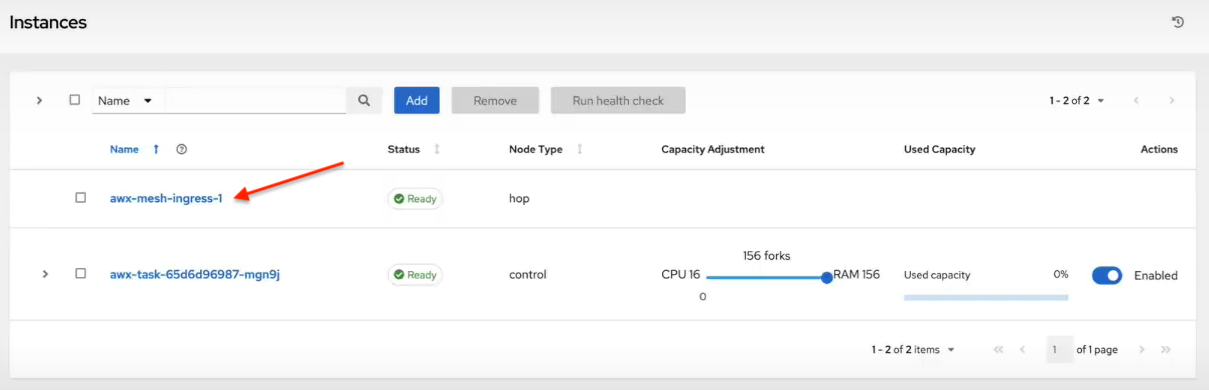 Instances
Name Add Remove Run health check 1 - 2 of 2
Name Status Node Type Capacity Adjustment Used Capacity Actions
awx-mesh-ingress-1 Ready hop
156 forks
awx-task-65d6d96987-mgn9j Ready control CPU 16 RAM 156 Used capacity 0% Enabled
0
1 - 2 of 2 items 1 of 1 page